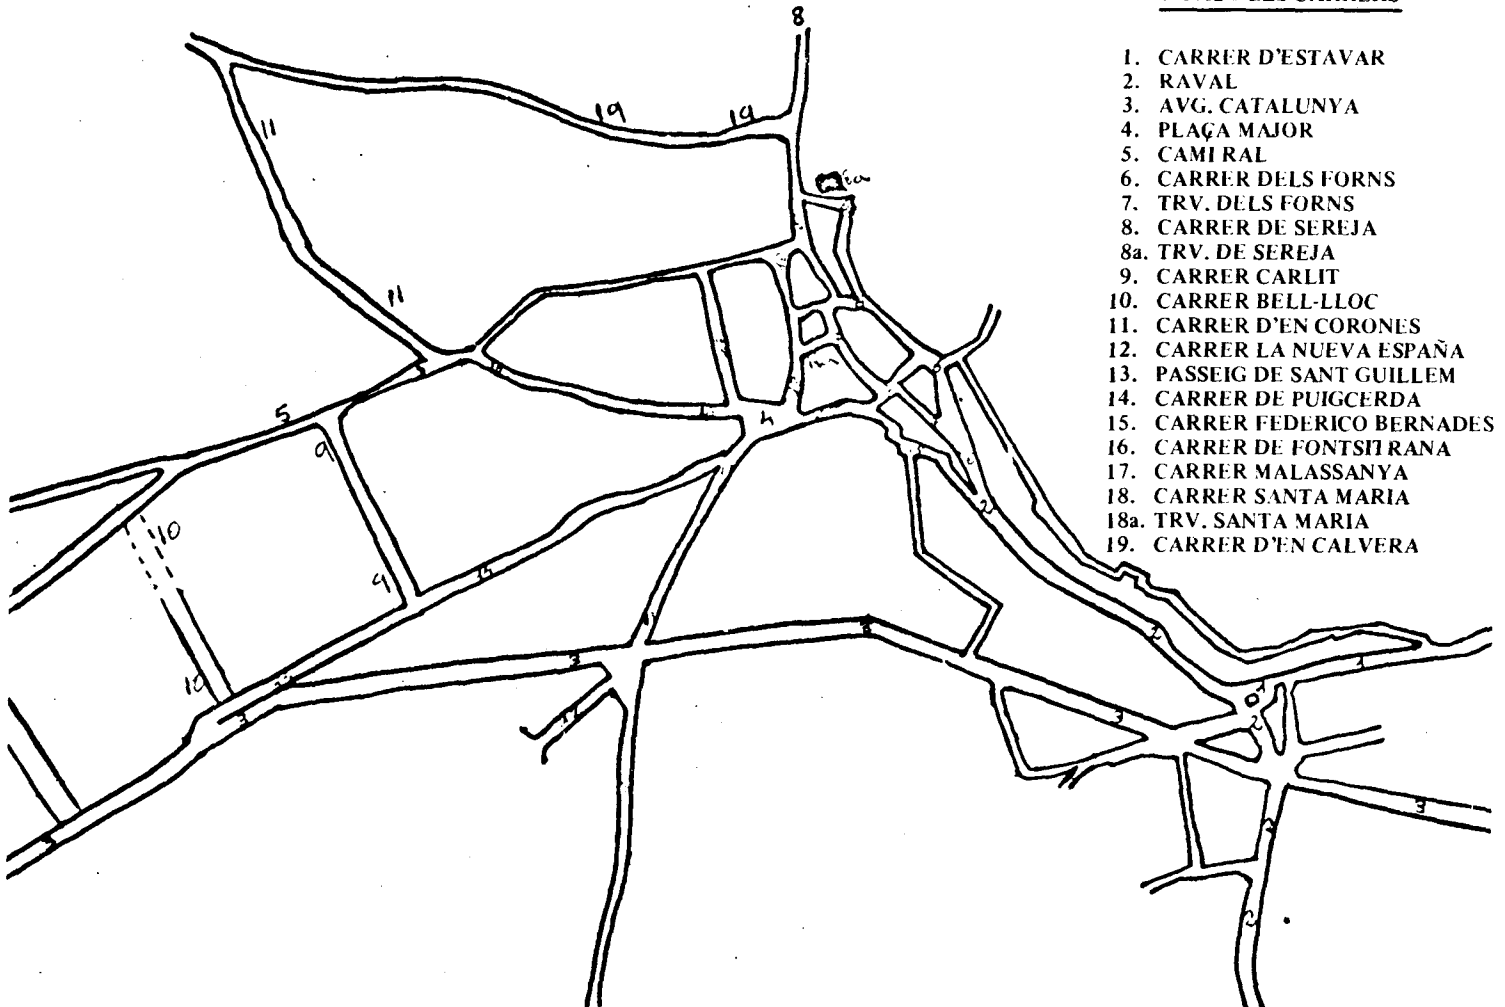 8
1. CARRER D'ESTAVAR
2. RAVAL
3. AVG. CATALUNYA
4. PLAÇA MAJOR
5. CAMI RAL
6. CARRER DELS FORNS
7. TRV. DELS FORNS
8. CARRER DE SEREJA
8a. TRV. DE SEREJA
9. CARRER CARLIT
10. CARRER BELL-LLOC
11. CARRER D'EN CORONES
12. CARRER LA NUEVA ESPAÑA
13. PASSEIG DE SANT GUILLEM
14. CARRER DE PUIGCERDA
15. CARRER FEDERICO BERNADES
16. CARRER DE
17. CARRER MALASSANYA
18. CARRER SANTA MARIA
18a. TRV. SANTA MARIA
19. CARRER D'EN CALVERA
19
19
11
11
5
4
9
10
15
9
2
3
2
1
10
3
3
2
3